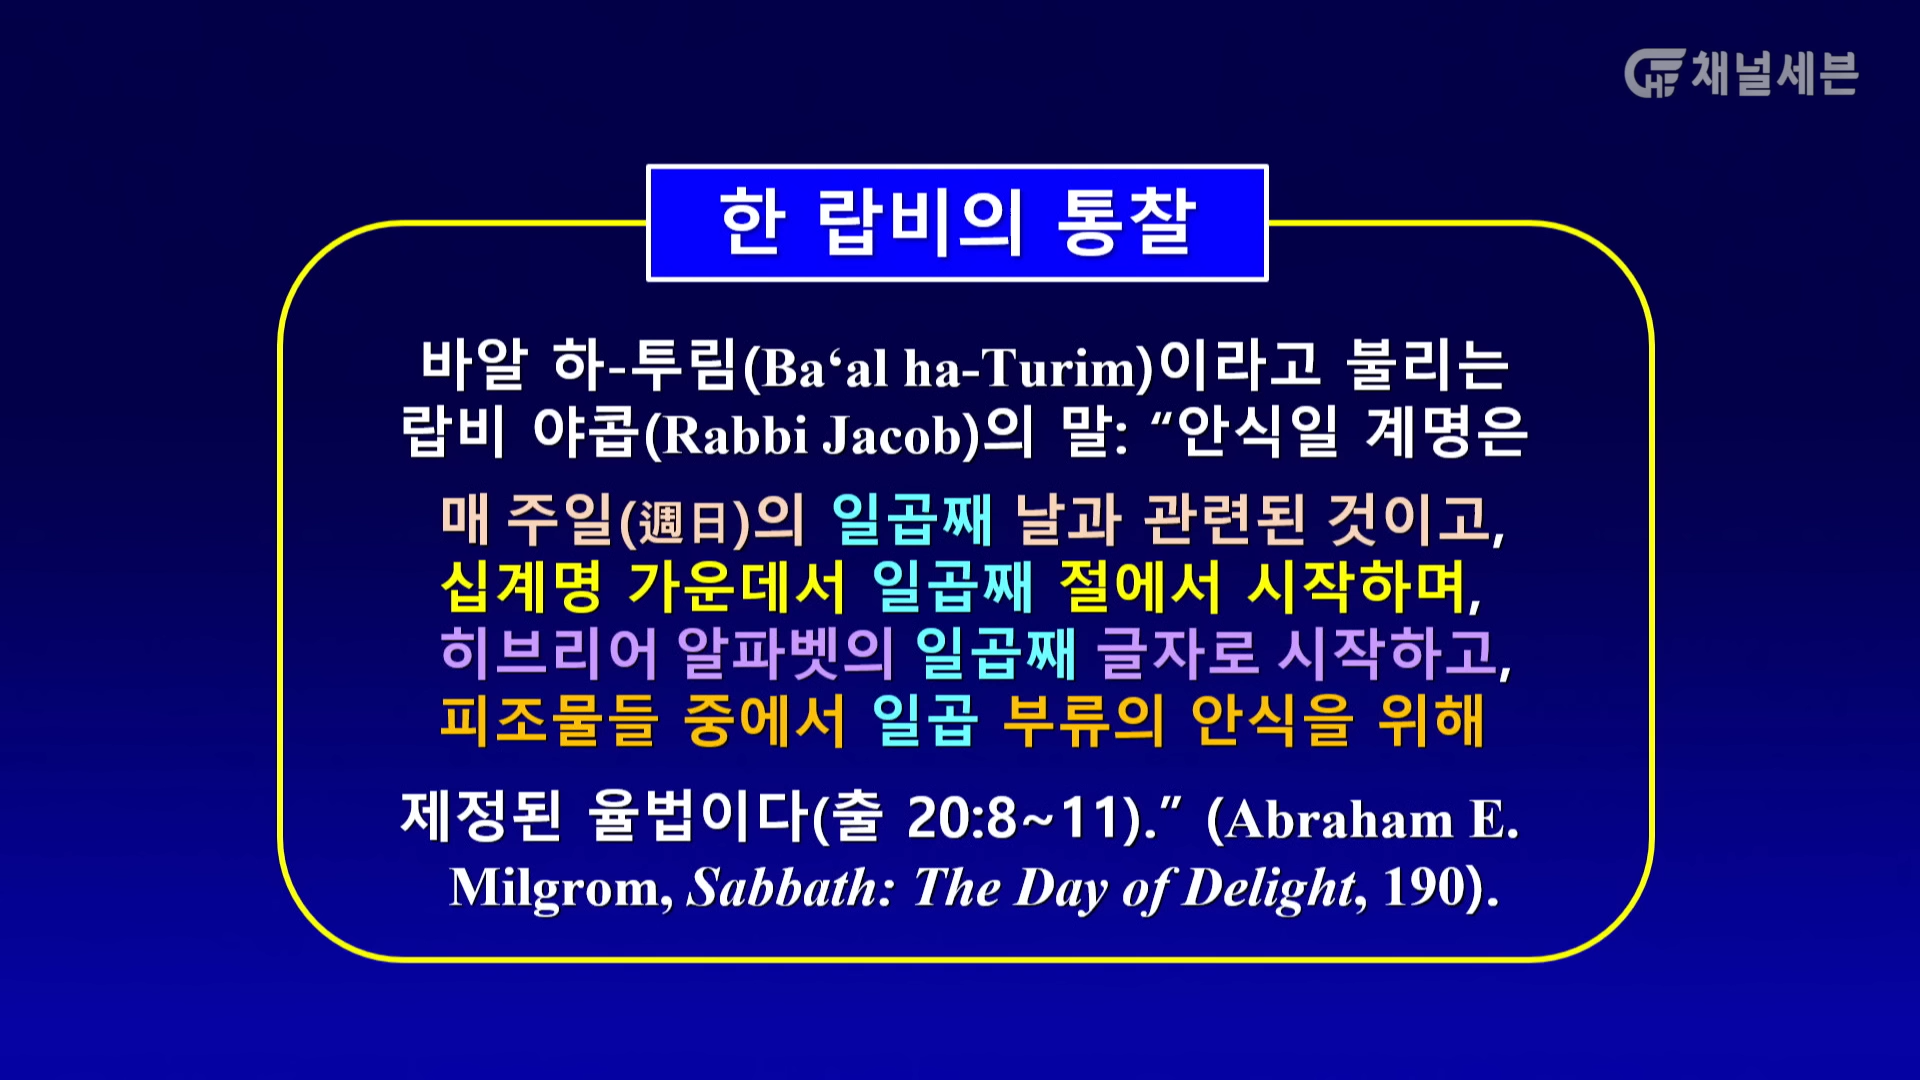 채널세븐
한 랍비의 통찰
바알 하-투림(Ba‘al ha-Turim)이라고 불리는
랍비 야콥(Rabbi Jacob)의 말: “안식일 계명은
매 주일(週日)의 일곱째 날과 관련된 것이고,
십계명 가운데서 일곱째 절에서 시작하며,
히브리어 알파벳의 일곱째 글자로 시작하고,
피조물들 중에서 일곱 부류의 안식을 위해
제정된 율법이다(출 20:8~11).” (Abraham E.
Milgrom, Sabbath: The Day of Delight, 190).